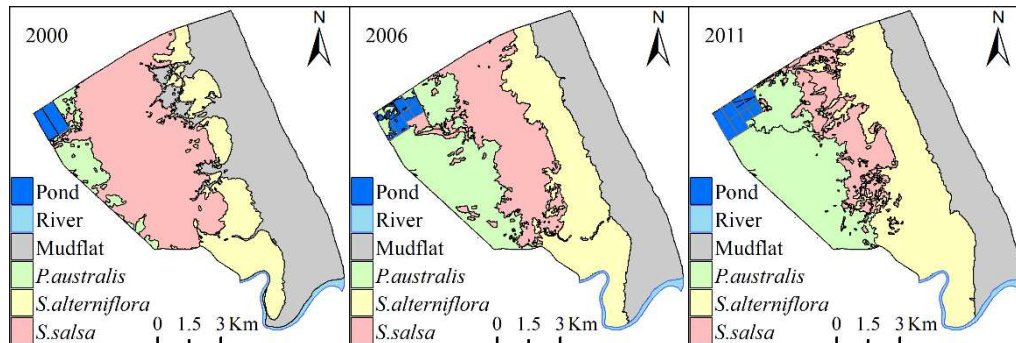 2000
N
Pond
River
Mudflat
P.australis
S.alterniflora
S.salsa
0 1.5 3 Km
2006
N
Pond
River
Mudflat
P.australis
S.alterniflora
S.salsa
0 1.5 3 Km
2011
N
Pond
River
Mudflat
P.australis
S.alterniflora
S.salsa
0 1.5 3 Km